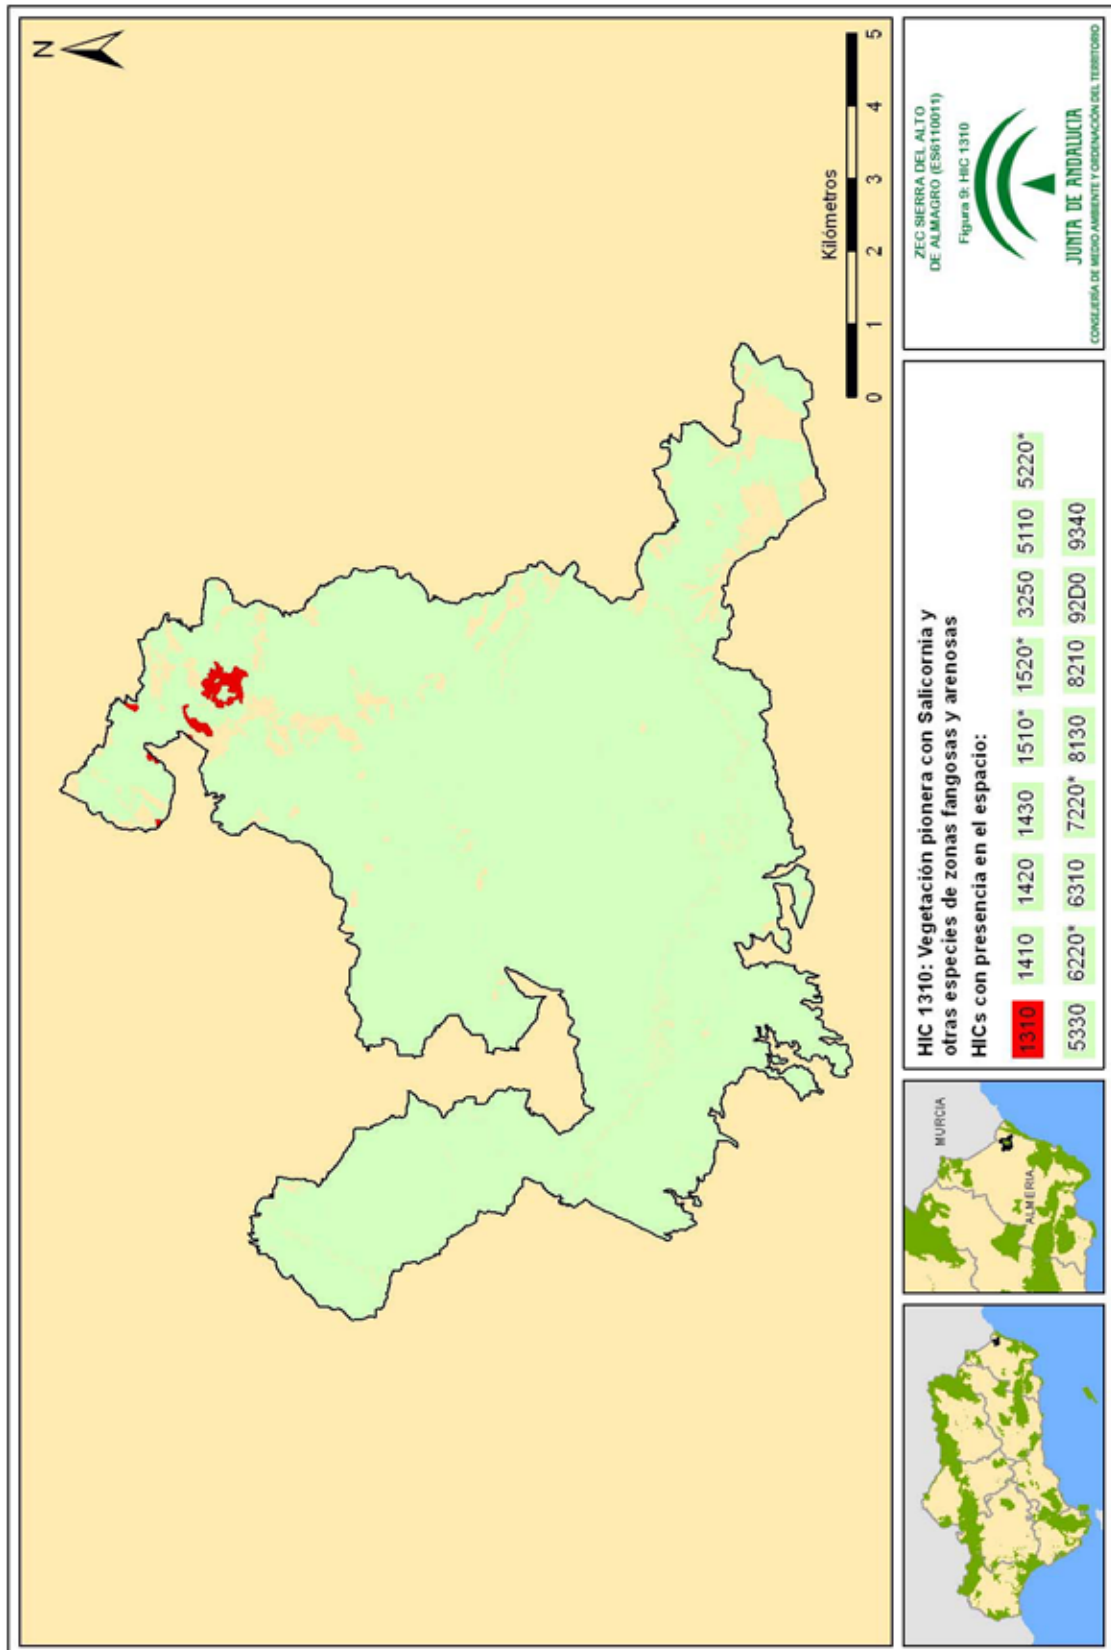 N
Kilómetros
0 1 2 3 4 5
MURCIA
ALMERIA
HIC 1310: Vegetación pionera con Salicornia y
otras especies de zonas fangosas y arenosas
HICs con presencia en el espacio:
1310 1410 1420 1430 1510* 1520* 3250 5110 5220*
5330 6220* 6310 7220* 8130 8210 92D0 9340
ZEC SIERRA DEL ALTO
DE ALMAGRO (ES6110011)
Figura 9: HIC 1310
JUNTA DE ANDALUCIA
CONSEJERÍA DE MEDIO AMBIENTE Y ORDENACIÓN DEL TERRITORIO